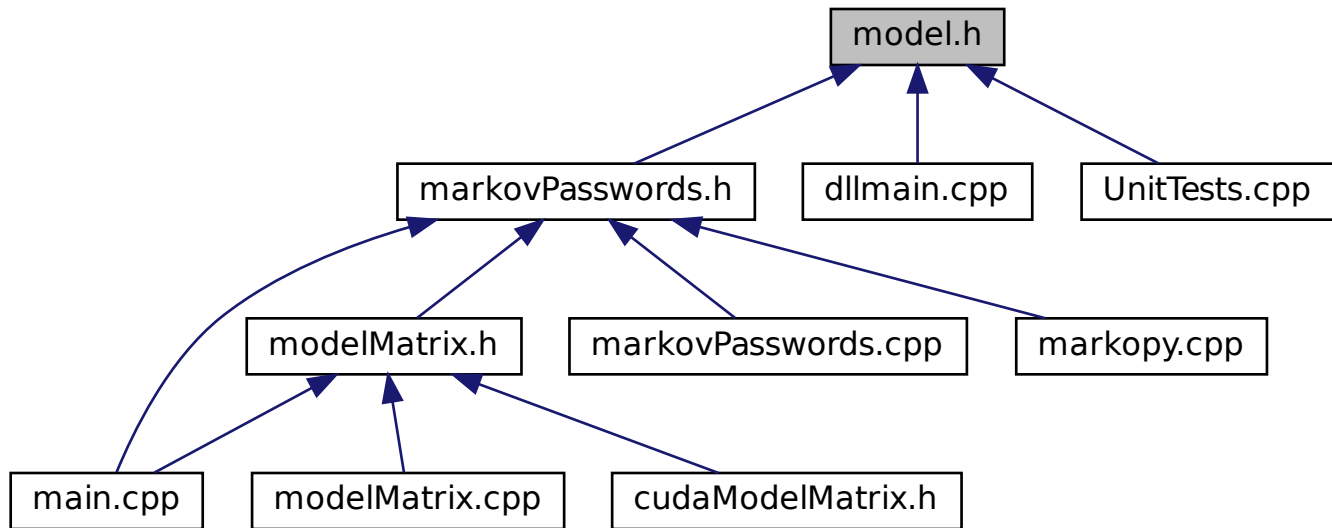 model.h
markovPasswords.h
dllmain.cpp
UnitTests.cpp
modelMatrix.h
markovPasswords.cpp
markopy.cpp
main.cpp
modelMatrix.cpp
cudaModelMatrix.h